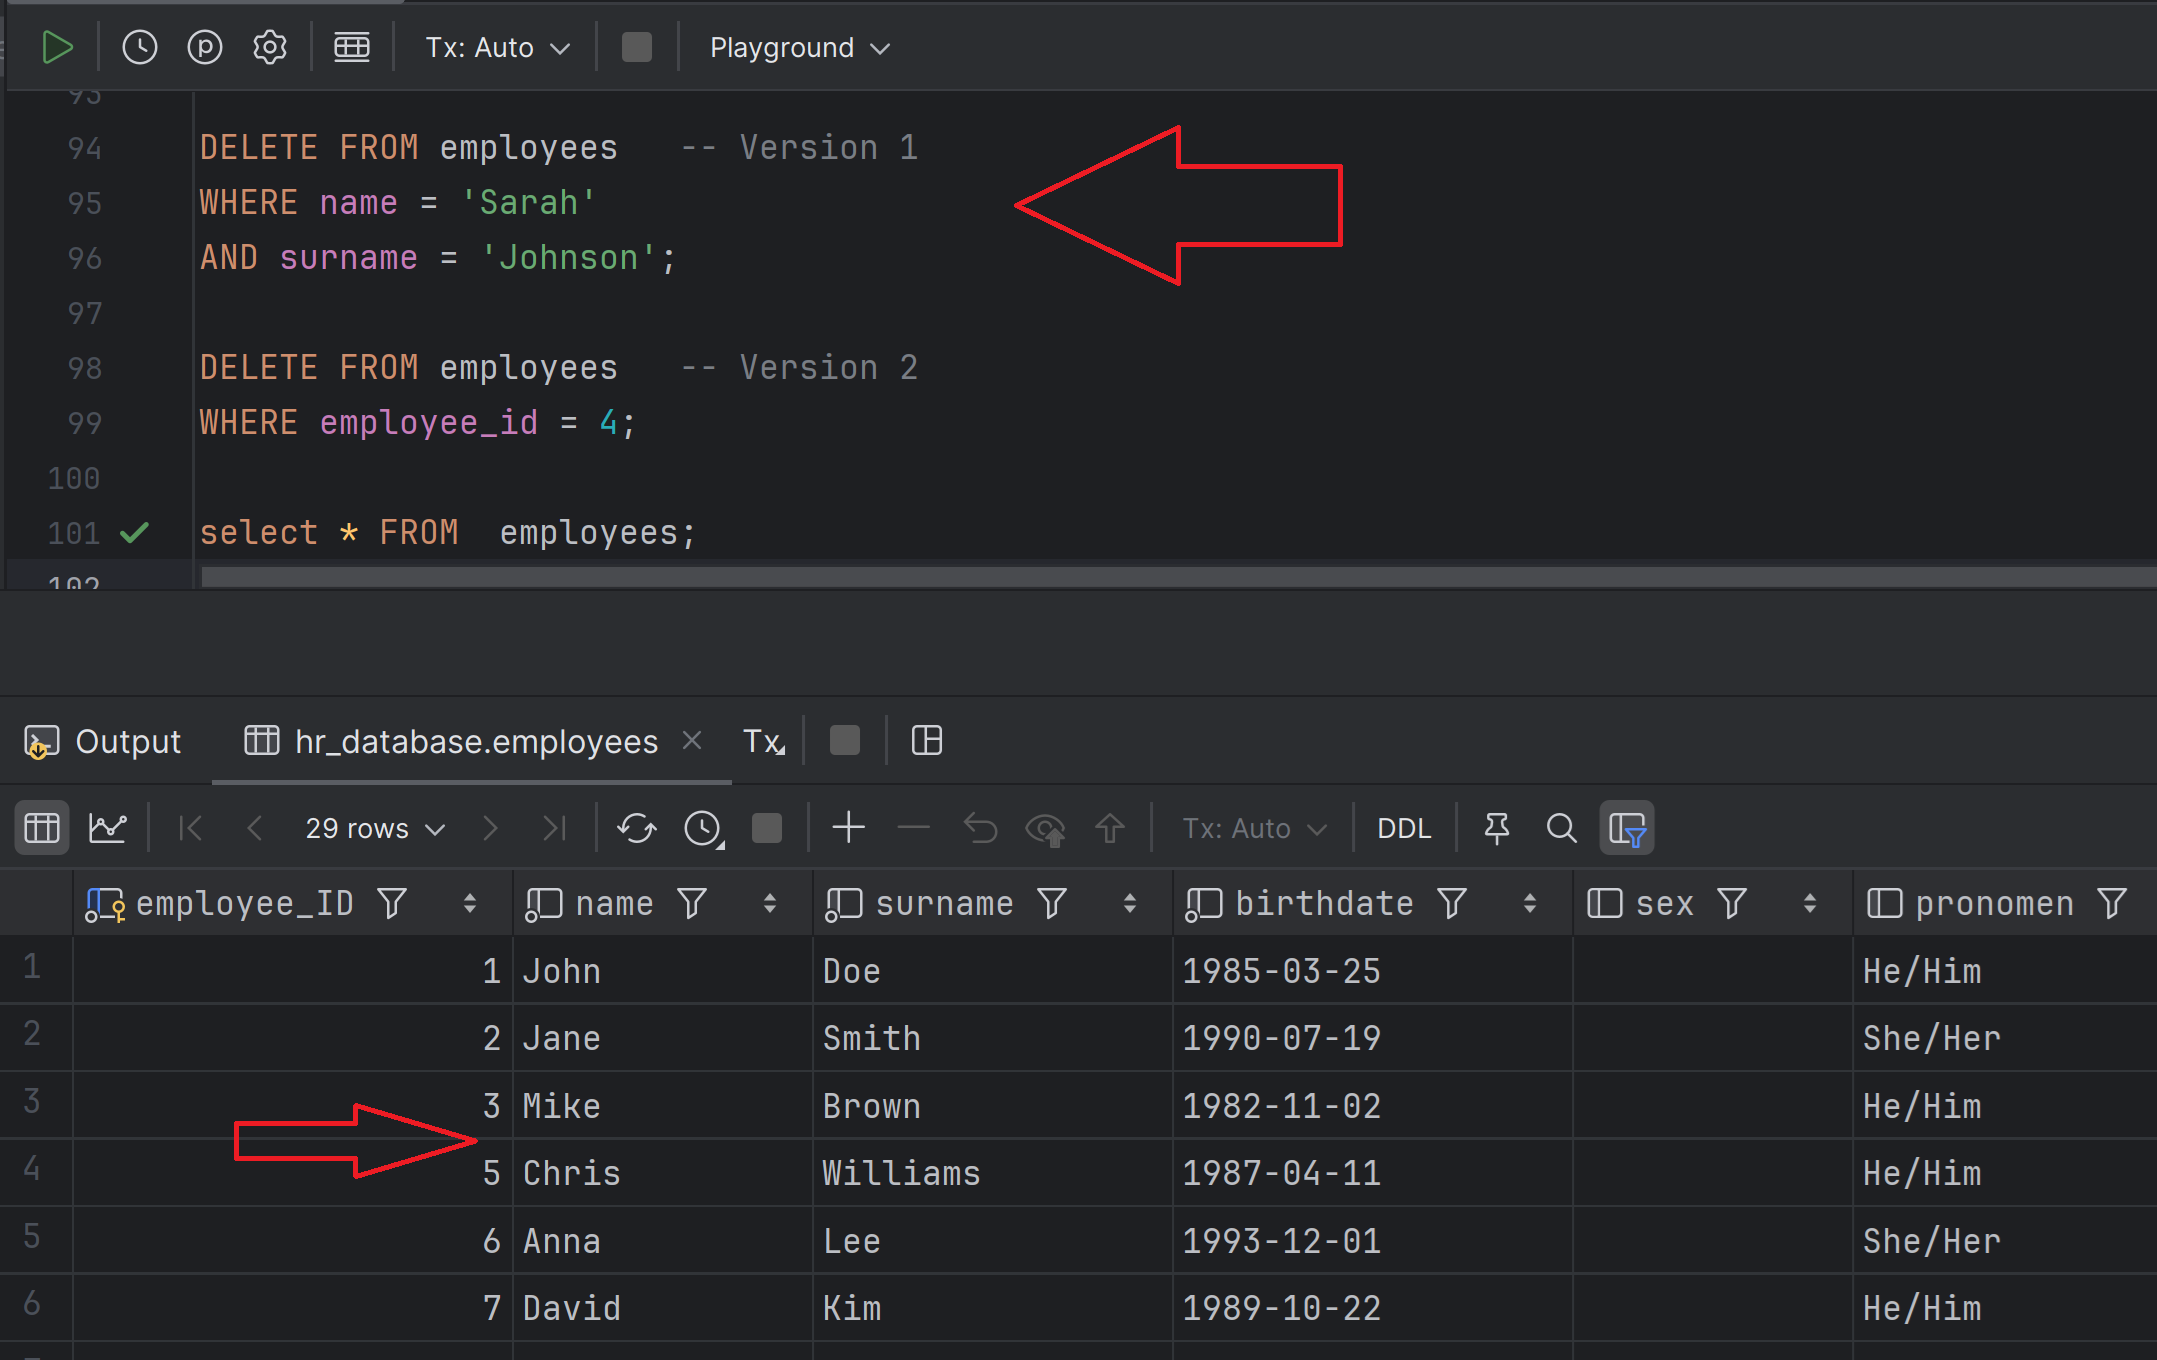 Tx: Auto Playground
93
94 DELETE FROM employees -- Version 1
95 WHERE name = 'Sarah'
96 AND surname = 'Johnson';
97
98 DELETE FROM employees -- Version 2
99 WHERE employee_id = 4;
100
101 select * FROM employees;
102
Output hr_database.employees Tx
29 rows Tx: Auto DDL
employee_ID name surname birthdate sex pronomen
1 1 John Doe 1985-03-25 He/Him
2 2 Jane Smith 1990-07-19 She/Her
3 3 Mike Brown 1982-11-02 He/Him
4 5 Chris Williams 1987-04-11 He/Him
5 6 Anna Lee 1993-12-01 She/Her
6 7 David Kim 1989-10-22 He/Him